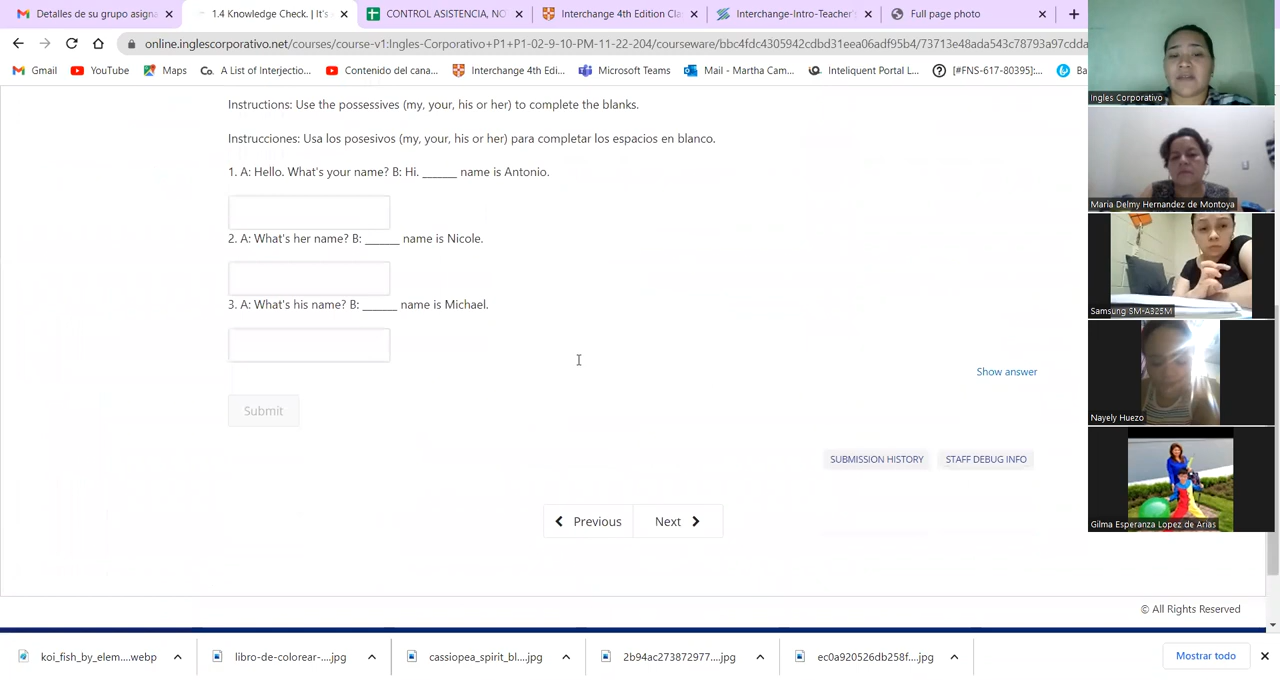 Detalles de su grupo asigna
1.4 Knowledge Check. | It's
CONTROL ASISTENCIA, NO
Interchange 4th Edition Cla
Interchange-Intro-Teacher'
Full page photo
online.inglescorporativo.net/courses/course-v1:Ingles-Corporativo+P1+P1-02-9-10-PM-11-22-204/courseware/bbc4fdc4305942cdbd31eea06adf95b4/73713e48ada543c78793a97cdda
Gmail
YouTube
Maps
A List of Interjectio...
Contenido del cana...
Interchange 4th Edi...
Microsoft Teams
Mail - Martha Cam...
Inteliquent Portal L...
[#FNS-617-80395]:...
Ba
Instructions: Use the possessives (my, your, his or her) to complete the blanks.
Instrucciones: Usa los posesivos (my, your, his or her) para completar los espacios en blanco.
1. A: Hello. What's your name? B: Hi. ______ name is Antonio.
2. A: What's her name? B: ______ name is Nicole.
3. A: What's his name? B: ______ name is Michael.
Show answer
Submit
SUBMISSION HISTORY
STAFF DEBUG INFO
Previous
Next
© All Rights Reserved
koi_fish_by_elem....webp
libro-de-colorear-....jpg
cassiopea_spirit_bl....jpg
2b94ac273872977....jpg
ec0a920526db258f....jpg
Mostrar todo
Ingles Corporativo
Maria Delmy Hernandez de Montoya
Samsung SM-A325M
Nayely Huezo
Gilma Esperanza Lopez de Arias